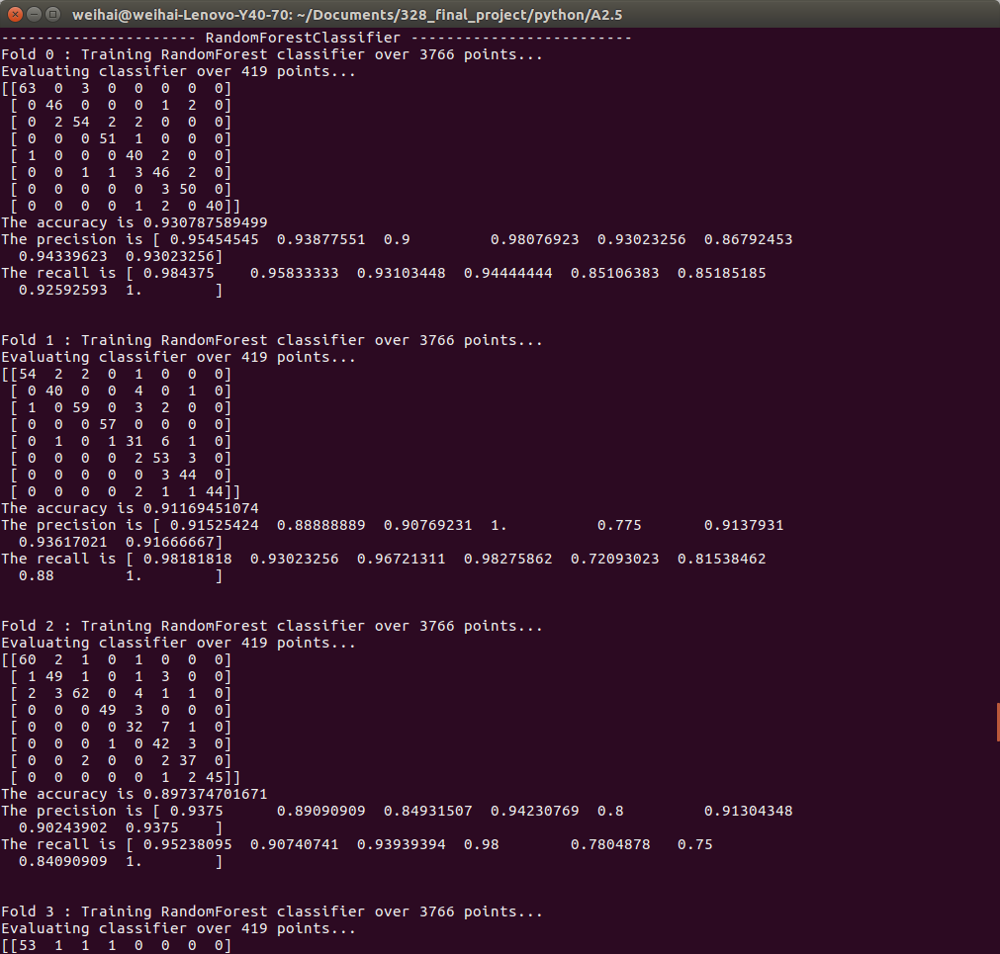 weihai@weihai-Lenovo-Y40-70: ~/Documents/328_final_project/python/A2.5
---------------------- RandomForestClassifier -------------------------
Fold 0 : Training RandomForest classifier over 3766 points...
Evaluating classifier over 419 points...
[[63  0  3  0  0  0  0  0]
 [ 0 46  0  0  0  1  2  0]
 [ 0  2 54  2  2  0  0  0]
 [ 0  0  0 51  1  0  0  0]
 [ 1  0  0  0 40  2  0  0]
 [ 0  0  1  1  3 46  2  0]
 [ 0  0  0  0  0  3 50  0]
 [ 0  0  0  0  1  2  0 40]]
The accuracy is 0.930787589499
The precision is [ 0.95454545  0.93877551  0.9         0.98076923  0.93023256  0.86792453
  0.94339623  0.93023256]
The recall is [ 0.984375    0.95833333  0.93103448  0.94444444  0.85106383  0.85185185
  0.92592593  1.        ]
Fold 1 : Training RandomForest classifier over 3766 points...
Evaluating classifier over 419 points...
[[54  2  2  0  1  0  0  0]
 [ 0 40  0  0  4  0  1  0]
 [ 1  0 59  0  3  2  0  0]
 [ 0  0  0 57  0  0  0  0]
 [ 0  1  0  1 31  6  1  0]
 [ 0  0  0  0  2 53  3  0]
 [ 0  0  0  0  0  3 44  0]
 [ 0  0  0  0  2  1  1 44]]
The accuracy is 0.91169451074
The precision is [ 0.91525424  0.88888889  0.90769231  1.          0.775       0.9137931
  0.93617021  0.91666667]
The recall is [ 0.98181818  0.93023256  0.96721311  0.98275862  0.72093023  0.81538462
  0.88        1.        ]
Fold 2 : Training RandomForest classifier over 3766 points...
Evaluating classifier over 419 points...
[[60  2  1  0  1  0  0  0]
 [ 1 49  1  0  1  3  0  0]
 [ 2  3 62  0  4  1  1  0]
 [ 0  0  0 49  3  0  0  0]
 [ 0  0  0  0 32  7  1  0]
 [ 0  0  0  1  0 42  3  0]
 [ 0  0  2  0  0  2 37  0]
 [ 0  0  0  0  0  1  2 45]]
The accuracy is 0.897374701671
The precision is [ 0.9375      0.89090909  0.84931507  0.94230769  0.8         0.91304348
  0.90243902  0.9375    ]
The recall is [ 0.95238095  0.90740741  0.93939394  0.98        0.7804878   0.75
  0.84090909  1.        ]
Fold 3 : Training RandomForest classifier over 3766 points...
Evaluating classifier over 419 points...
[[53  1  1  1  0  0  0  0]